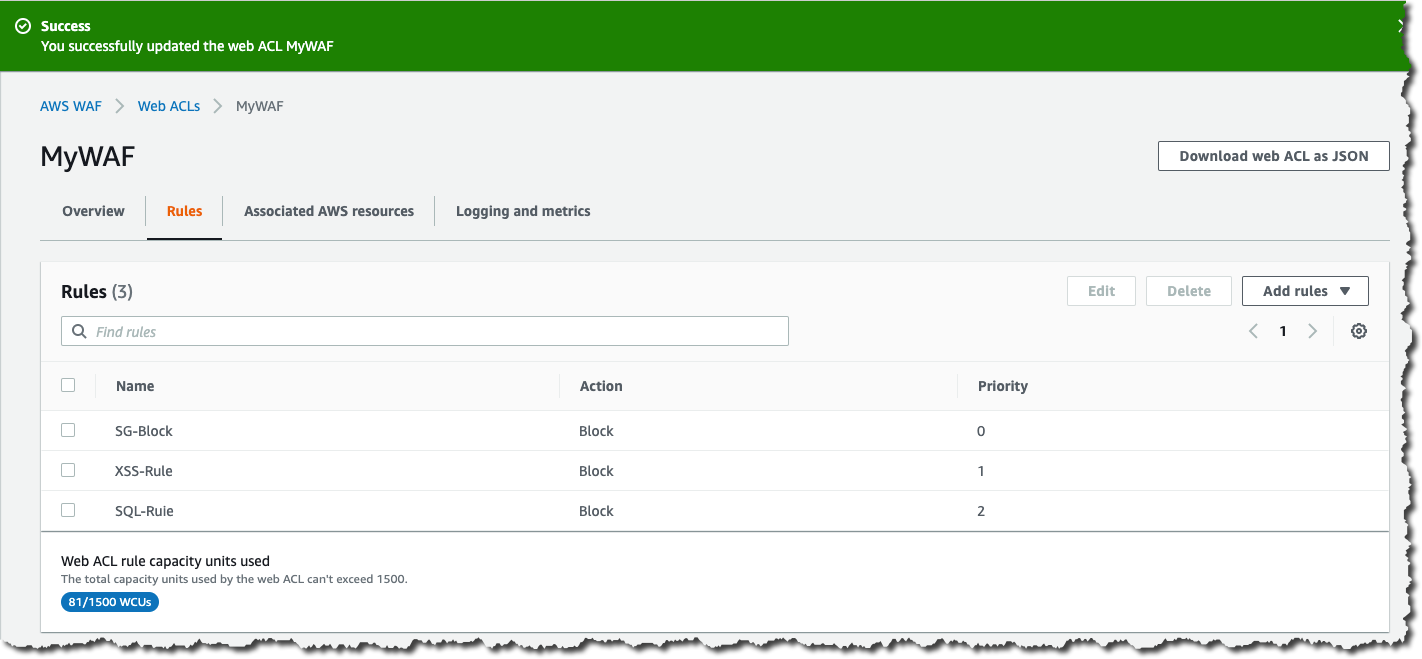 Success
You successfully updated the web ACL MyWAF
AWS WAF Web ACLs MyWAF
MyWAF
Download web ACL as JSON
Overview Rules Associated AWS resources Logging and metrics
Rules (3)
Edit Delete Add rules
Find rules
1
Name Action Priority
SG-Block Block 0
XSS-Rule Block 1
SQL-Ruie Block 2
Web ACL rule capacity units used
The total capacity units used by the web ACL can't exceed 1500.
81/1500 WCUs